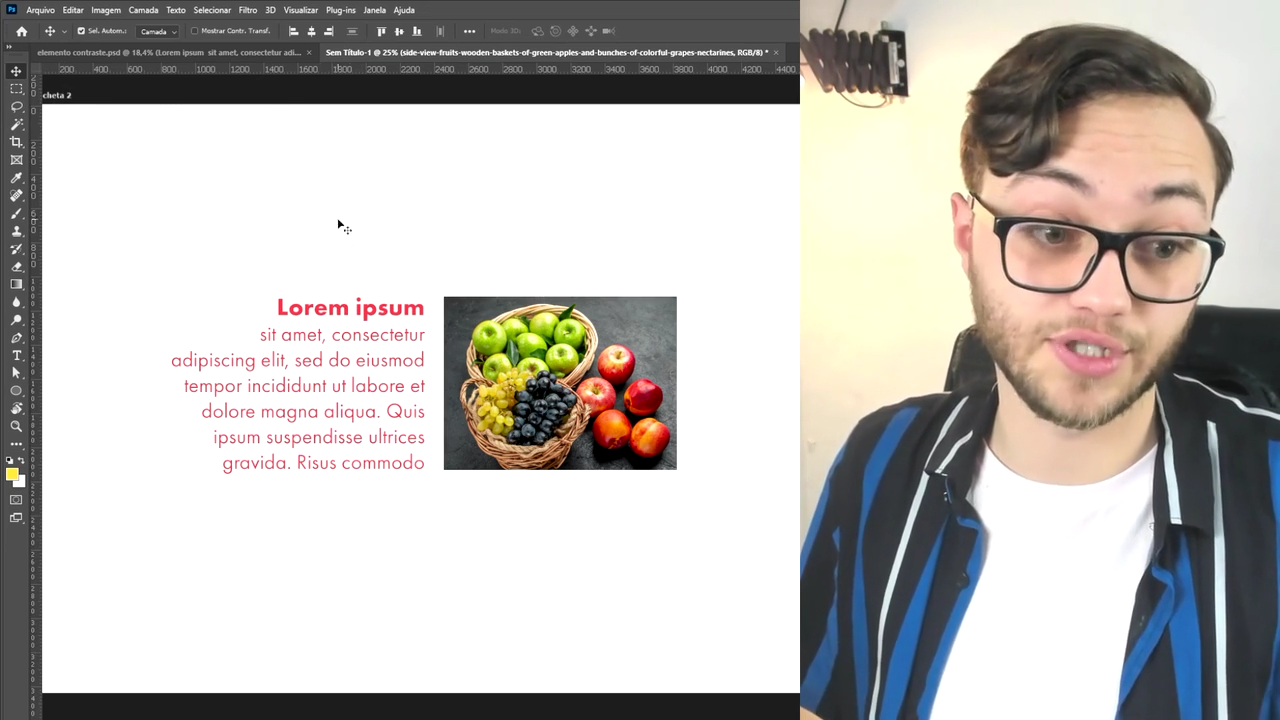 Ps Arquivo Editar Imagem Camada Texto Selecionar Filtro 3D Visualizar Plug-ins Janela Ajuda
Sel. Autom.: Camada Mostrar Contr. Transf. ••• Modo 3D:
elemento contraste.psd @ 18,4% (Lorem ipsum sit amet, consectetur adi... × Sem Título-1 @ 25% (side-view-fruits-wooden-baskets-of-green-apples-and-bunches-of-colorful-grapes-nectarines, RGB/8) * ×
200 400 600 800 1000 1200 1400 1600 1800 2000 2200 2400 2600 2800 3000 3200 3400 3600 3800 4000 4200 4400
cheta 2
Lorem ipsum
sit amet, consectetur
adipiscing elit, sed do eiusmod
tempor incididunt ut labore et
dolore magna aliqua. Quis
ipsum suspendisse ultrices
gravida. Risus commodo